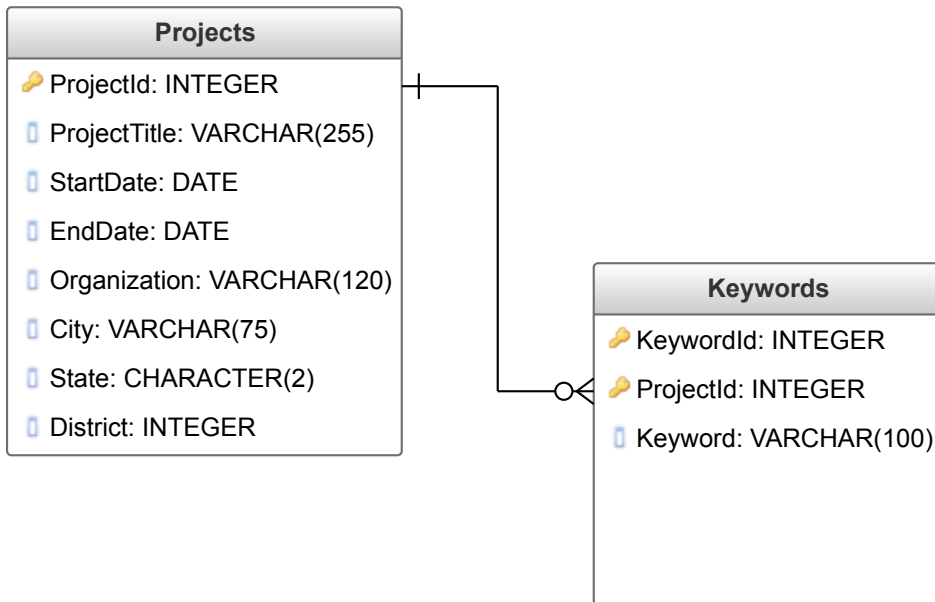 Projects
ProjectId: INTEGER
ProjectTitle: VARCHAR(255)
StartDate: DATE
EndDate: DATE
Organization: VARCHAR(120)
City: VARCHAR(75)
State: CHARACTER(2)
District: INTEGER
Keywords
KeywordId: INTEGER
ProjectId: INTEGER
Keyword: VARCHAR(100)